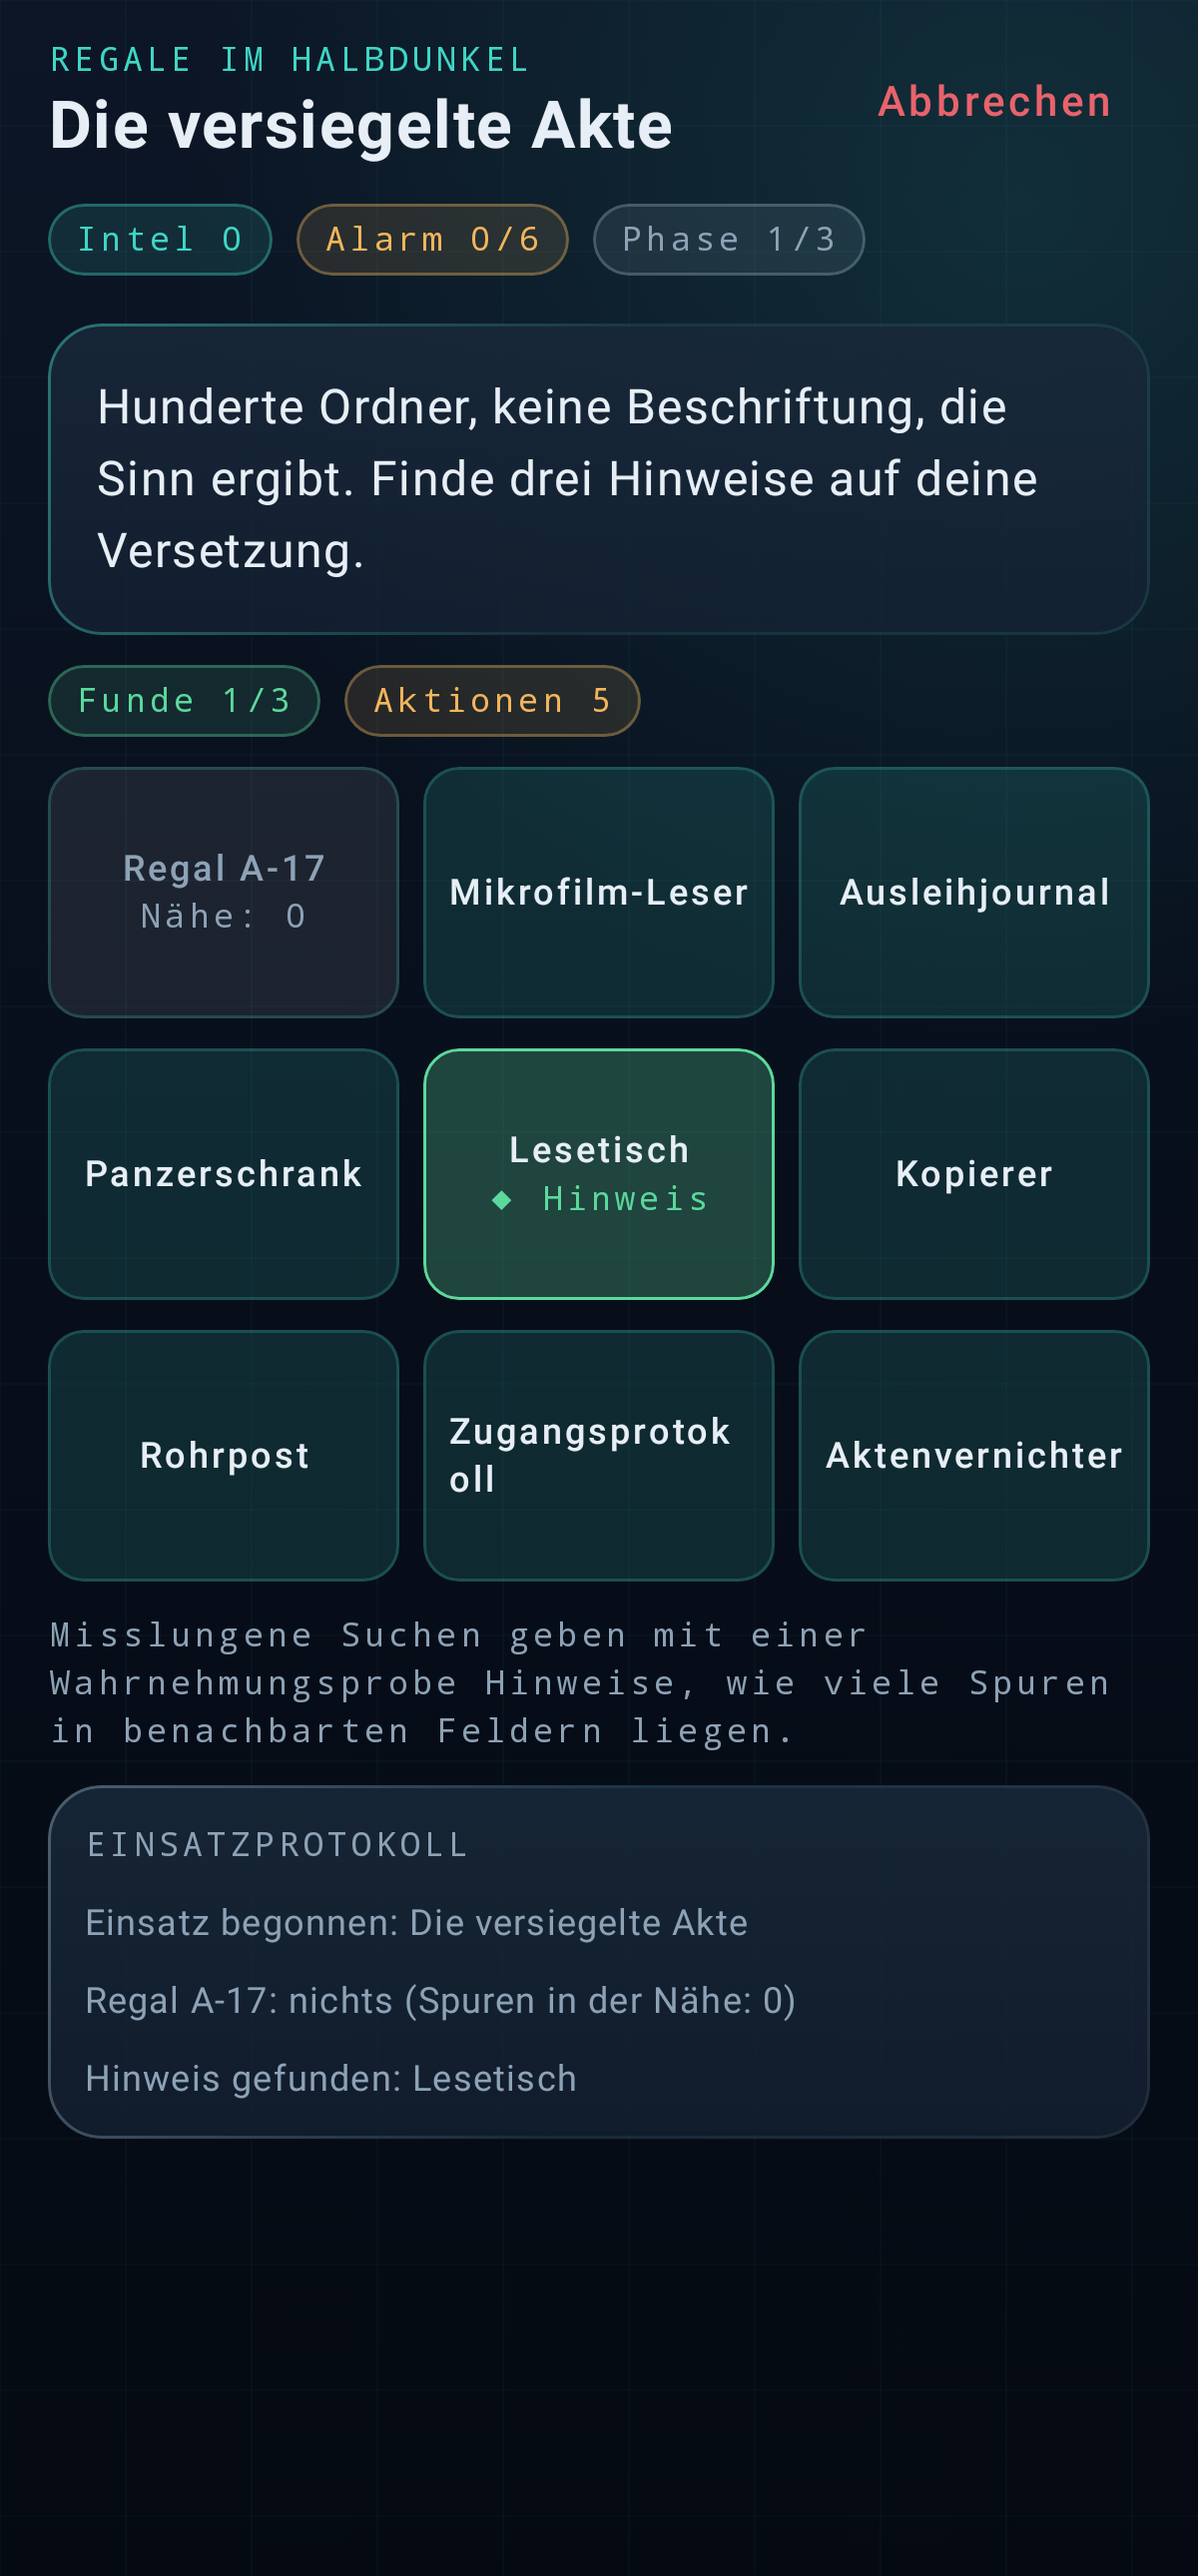 REGALE IM HALBDUNKEL
Die versiegelte Akte
Abbrechen
Intel 0
Alarm 0/6
Phase 1/3
Hunderte Ordner, keine Beschriftung, die
Sinn ergibt. Finde drei Hinweise auf deine
Versetzung.
Funde 1/3
Aktionen 5
Regal A-17
Nähe: 0
Mikrofilm-Leser
Ausleihjournal
Panzerschrank
Lesetisch
◆ Hinweis
Kopierer
Rohrpost
Zugangsprotok
oll
Aktenvernichter
Misslungene Suchen geben mit einer
Wahrnehmungsprobe Hinweise, wie viele Spuren
in benachbarten Feldern liegen.
EINSATZPROTOKOLL
Einsatz begonnen: Die versiegelte Akte
Regal A-17: nichts (Spuren in der Nähe: 0)
Hinweis gefunden: Lesetisch